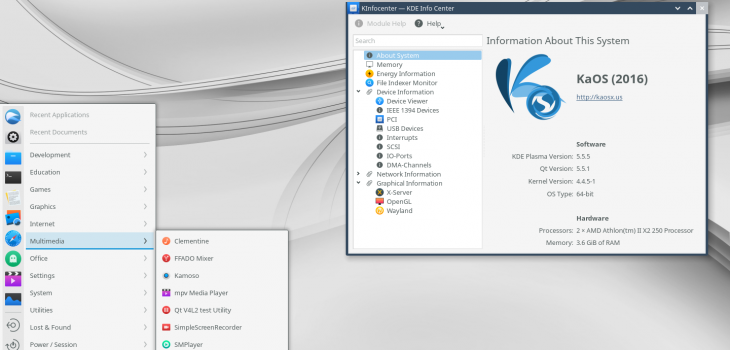 KInfocenter — KDE Info Center
Module Help
Help
Search
About System
Memory
Energy Information
File Indexer Monitor
Device Information
Device Viewer
IEEE 1394 Devices
PCI
USB Devices
Interrupts
SCSI
IO-Ports
DMA-Channels
Network Information
Graphical Information
X-Server
OpenGL
Wayland
Information About This System
KaOS (2016)
http://kaosx.us
Software
KDE Plasma Version: 5.5.5
Qt Version: 5.5.1
Kernel Version: 4.4.5-1
OS Type: 64-bit
Hardware
Processors: 2 × AMD Athlon(tm) II X2 250 Processor
Memory: 3.6 GiB of RAM
Recent Applications
Recent Documents
Development
Education
Games
Graphics
Internet
Multimedia
Office
Settings
System
Utilities
Lost & Found
Power / Session
Clementine
FFADO Mixer
Kamoso
mpv Media Player
Qt V4L2 test Utility
SimpleScreenRecorder
SMPlayer